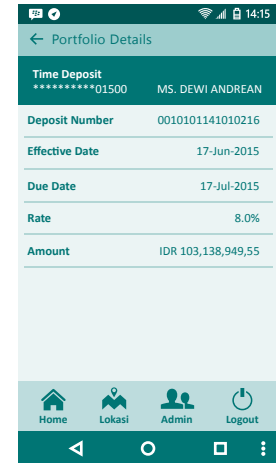 14:15
← Portfolio Details
Time Deposit
**********01500 MS. DEWI ANDREAN
Deposit Number 0010101141010216
Effective Date 17-Jun-2015
Due Date 17-Jul-2015
Rate 8.0%
Amount IDR 103,138,949,55
Home Lokasi Admin Logout